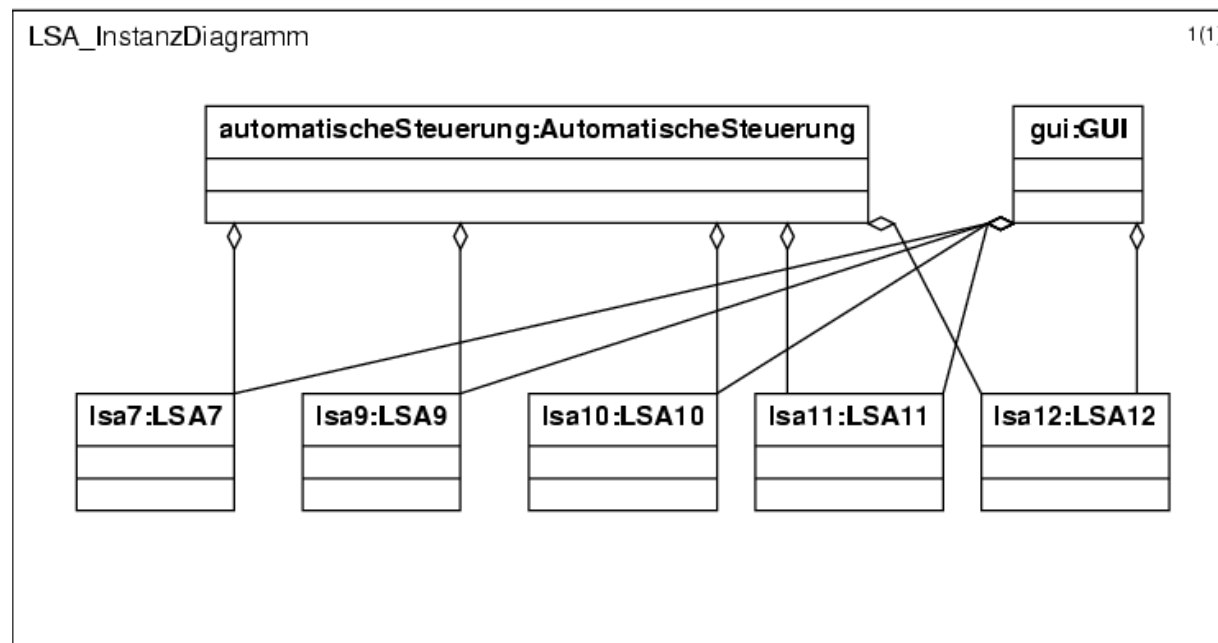 LSA_InstanzDiagramm
1(1)
automatischeSteuerung:AutomatischeSteuerung
gui:GUI
lsa7:LSA7
lsa9:LSA9
lsa10:LSA10
lsa11:LSA11
lsa12:LSA12